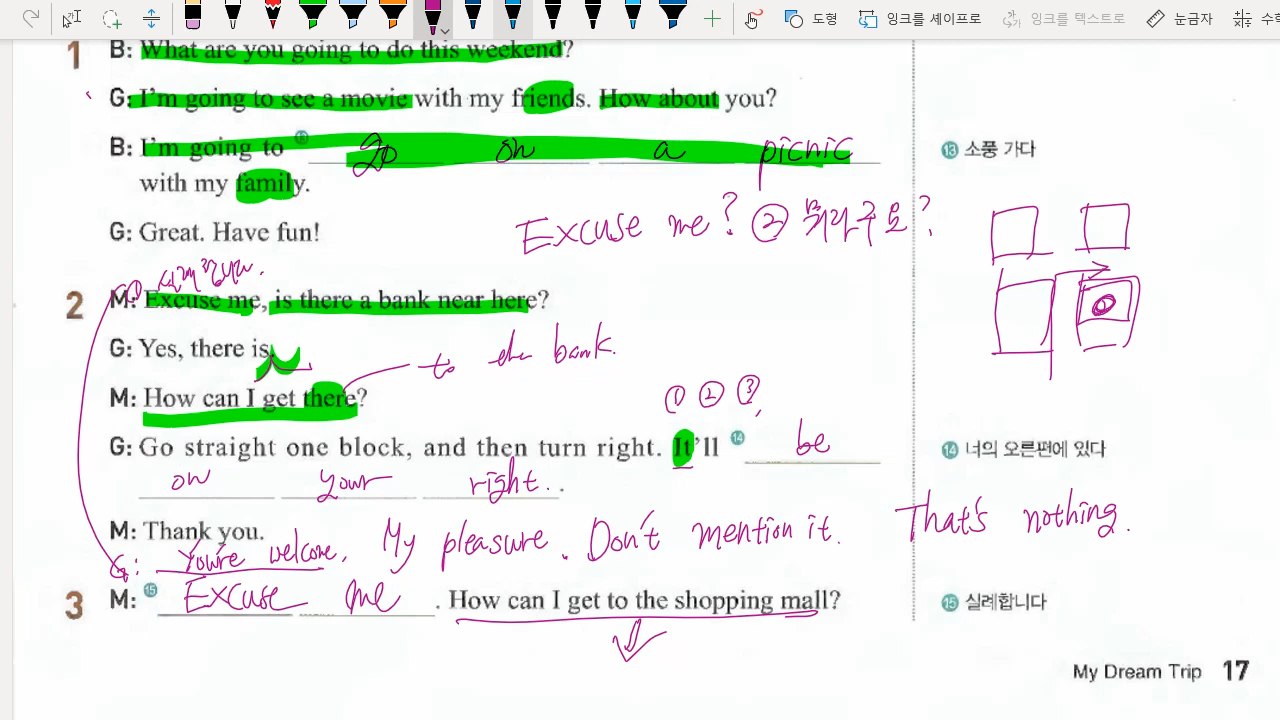 도형 잉크를 셰이프로 잉크를 텍스트로 눈금자
1 B: What are you going to do this weekend?
G: I'm going to see a movie with my friends. How about you?
B: I'm going to ⑬ go on a picnic
⑬ 소풍 가다
with my family.
Excuse me? ② 뭐라구요?
G: Great. Have fun!
2 M: Excuse me, is there a bank near here?
G: Yes, there is.
to the bank.
M: How can I get there?
① ② ③
G: Go straight one block, and then turn right. It'll ⑭ be
⑭ 너의 오른편에 있다
on your right.
M: Thank you.
G: You're welcome. My pleasure. Don't mention it. That's nothing.
3 M: ⑮ Excuse me. How can I get to the shopping mall?
⑮ 실례합니다
My Dream Trip 17